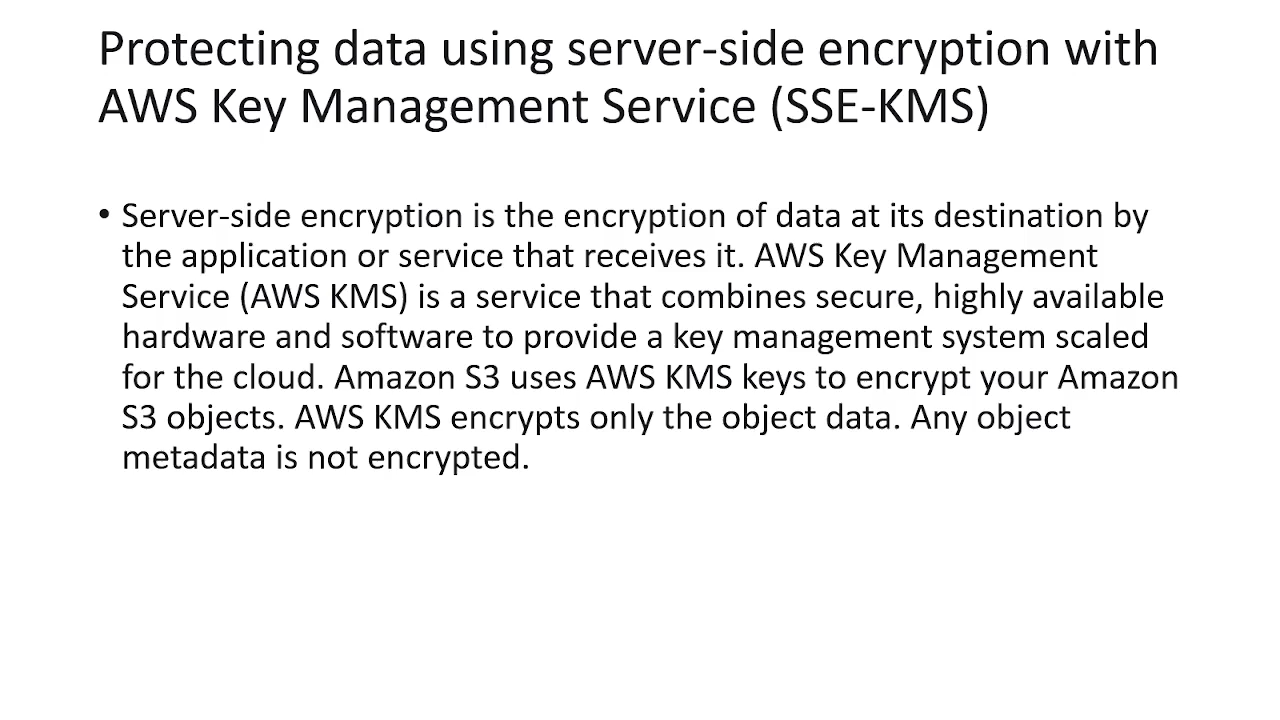 Protecting data using server-side encryption with
AWS Key Management Service (SSE-KMS)
• Server-side encryption is the encryption of data at its destination by
the application or service that receives it. AWS Key Management
Service (AWS KMS) is a service that combines secure, highly available
hardware and software to provide a key management system scaled
for the cloud. Amazon S3 uses AWS KMS keys to encrypt your Amazon
S3 objects. AWS KMS encrypts only the object data. Any object
metadata is not encrypted.